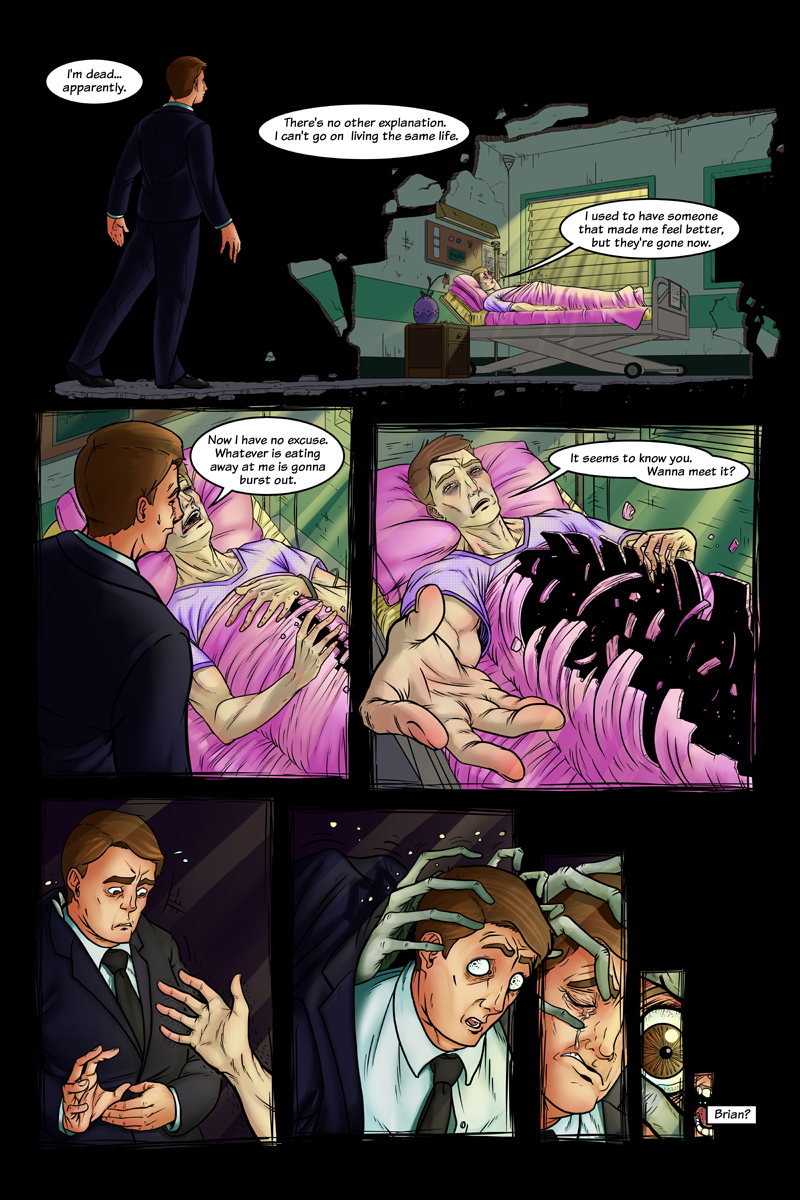 I'm dead...
apparently.
There's no other explanation.
I can't go on living the same life.
I used to have someone
that made me feel better,
but they're gone now.
Now I have no excuse.
Whatever is eating
away at me is gonna
burst out.
It seems to know you.
Wanna meet it?
Brian?